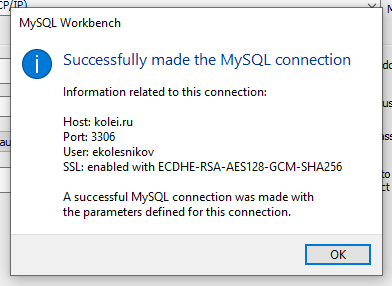 CP/IP)
MySQL Workbench
Successfully made the MySQL connection
Information related to this connection:
Host: kolei.ru
Port: 3306
User: ekolesnikov
SSL: enabled with ECDHE-RSA-AES128-GCM-SHA256
A successful MySQL connection was made with
the parameters defined for this connection.
OK